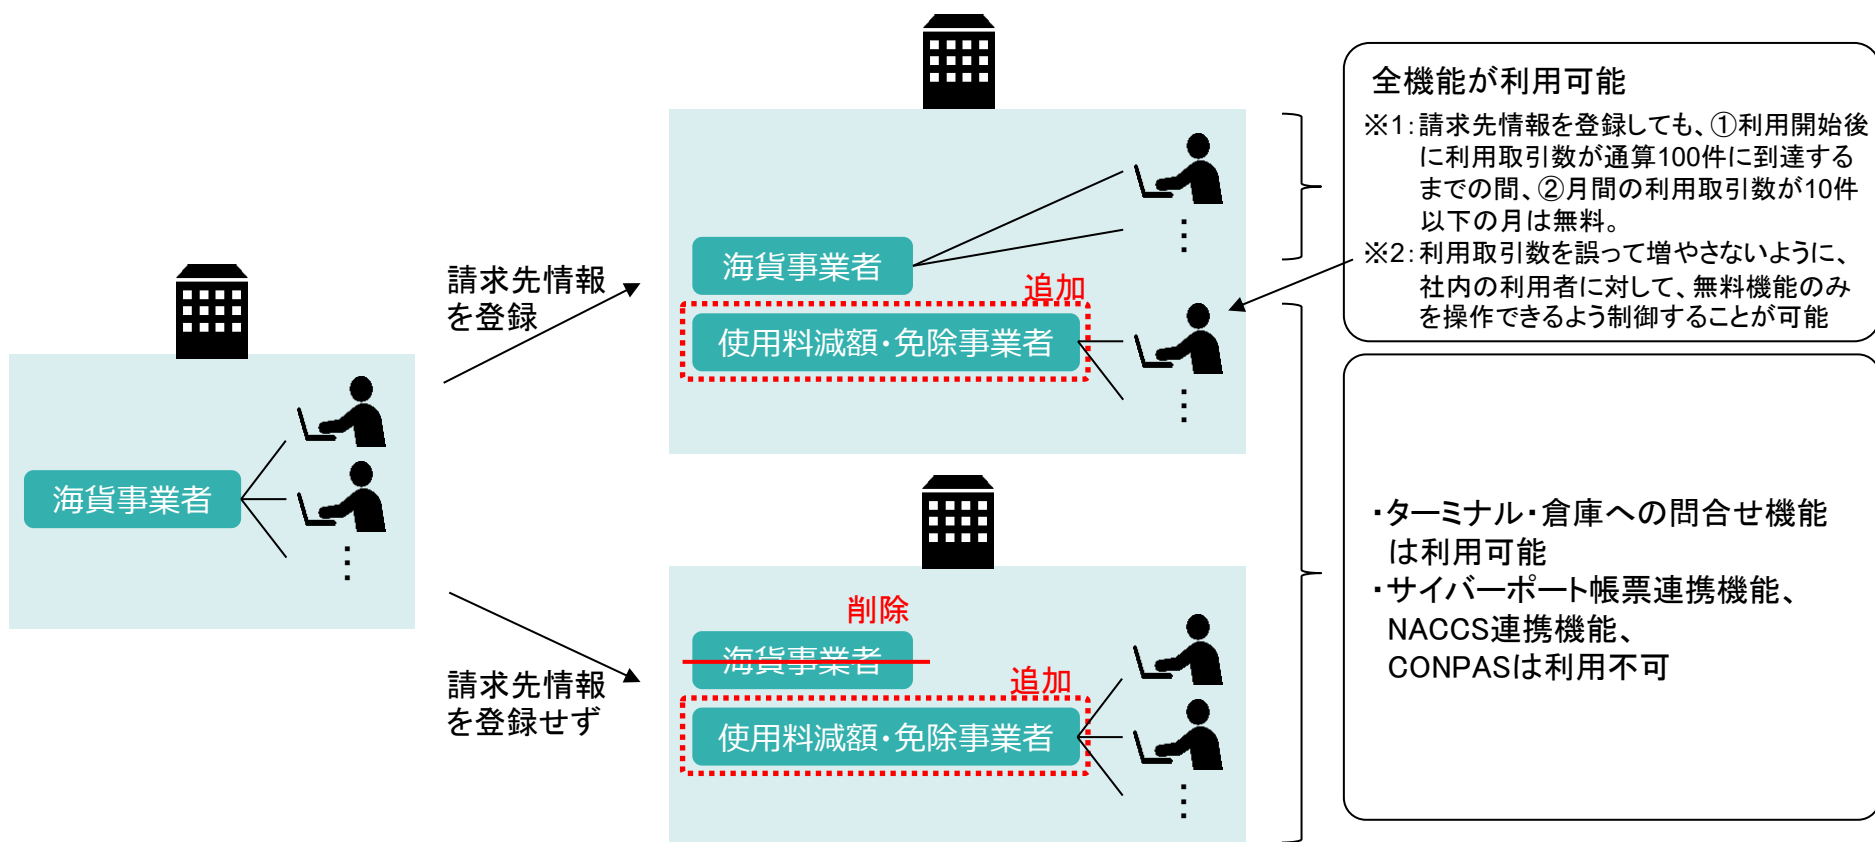 海貨事業者
請求先情報
を登録
請求先情報
を登録せず
海貨事業者
追加
使用料減額・免除事業者
⋮
⋮
⋮
削除
海貨事業者
追加
使用料減額・免除事業者
⋮
全機能が利用可能
※1：請求先情報を登録しても、①利用開始後
に利用取引数が通算100件に到達する
までの間、②月間の利用取引数が10件
以下の月は無料。
※2：利用取引数を誤って増やさないように、
社内の利用者に対して、無料機能のみ
を操作できるよう制御することが可能
・ターミナル・倉庫への問合せ機能
は利用可能
・サイバーポート帳票連携機能、
NACCS連携機能、
CONPASは利用不可